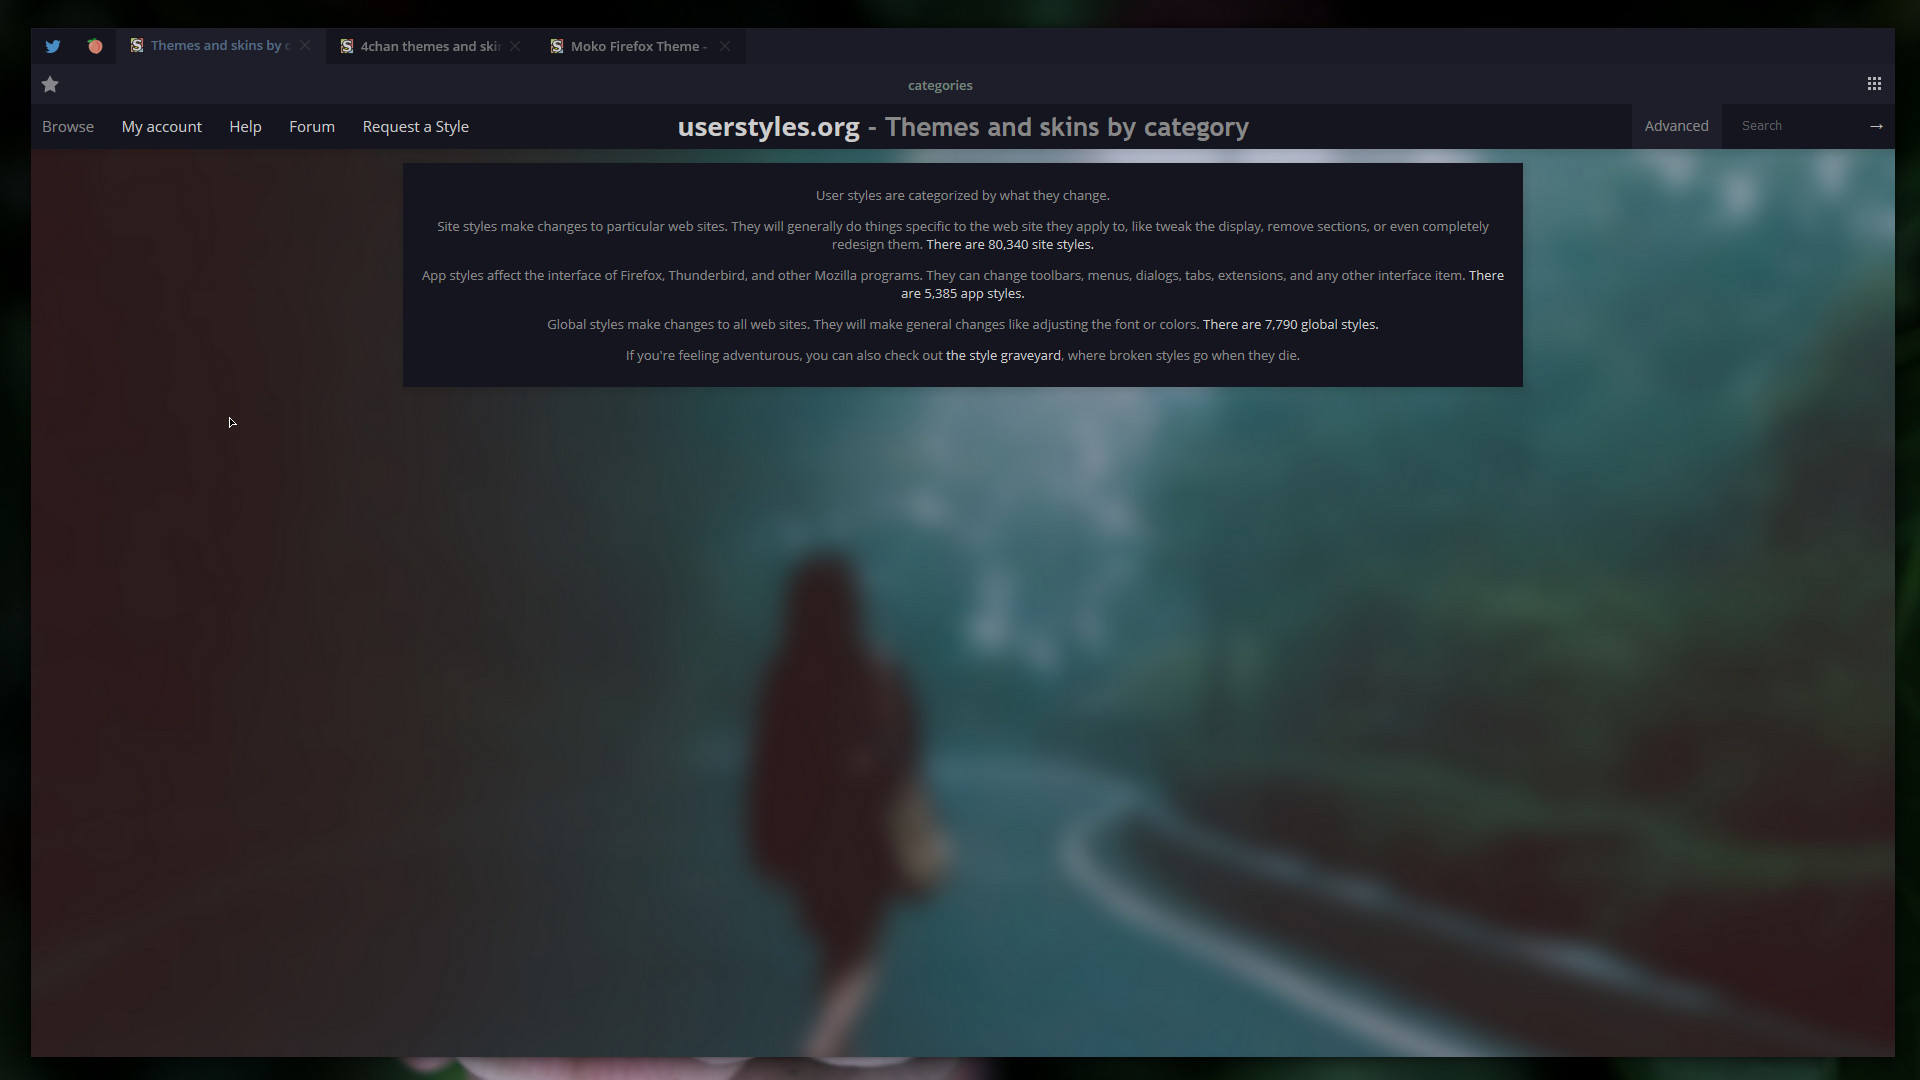 Themes and skins by c
4chan themes and skin
Moko Firefox Theme -
categories
Browse
My account
Help
Forum
Request a Style
userstyles.org - Themes and skins by category
Advanced
Search
→
User styles are categorized by what they change.
Site styles make changes to particular web sites. They will generally do things specific to the web site they apply to, like tweak the display, remove sections, or even completely
redesign them. There are 80,340 site styles.
App styles affect the interface of Firefox, Thunderbird, and other Mozilla programs. They can change toolbars, menus, dialogs, tabs, extensions, and any other interface item. There
are 5,385 app styles.
Global styles make changes to all web sites. They will make general changes like adjusting the font or colors. There are 7,790 global styles.
If you're feeling adventurous, you can also check out the style graveyard, where broken styles go when they die.